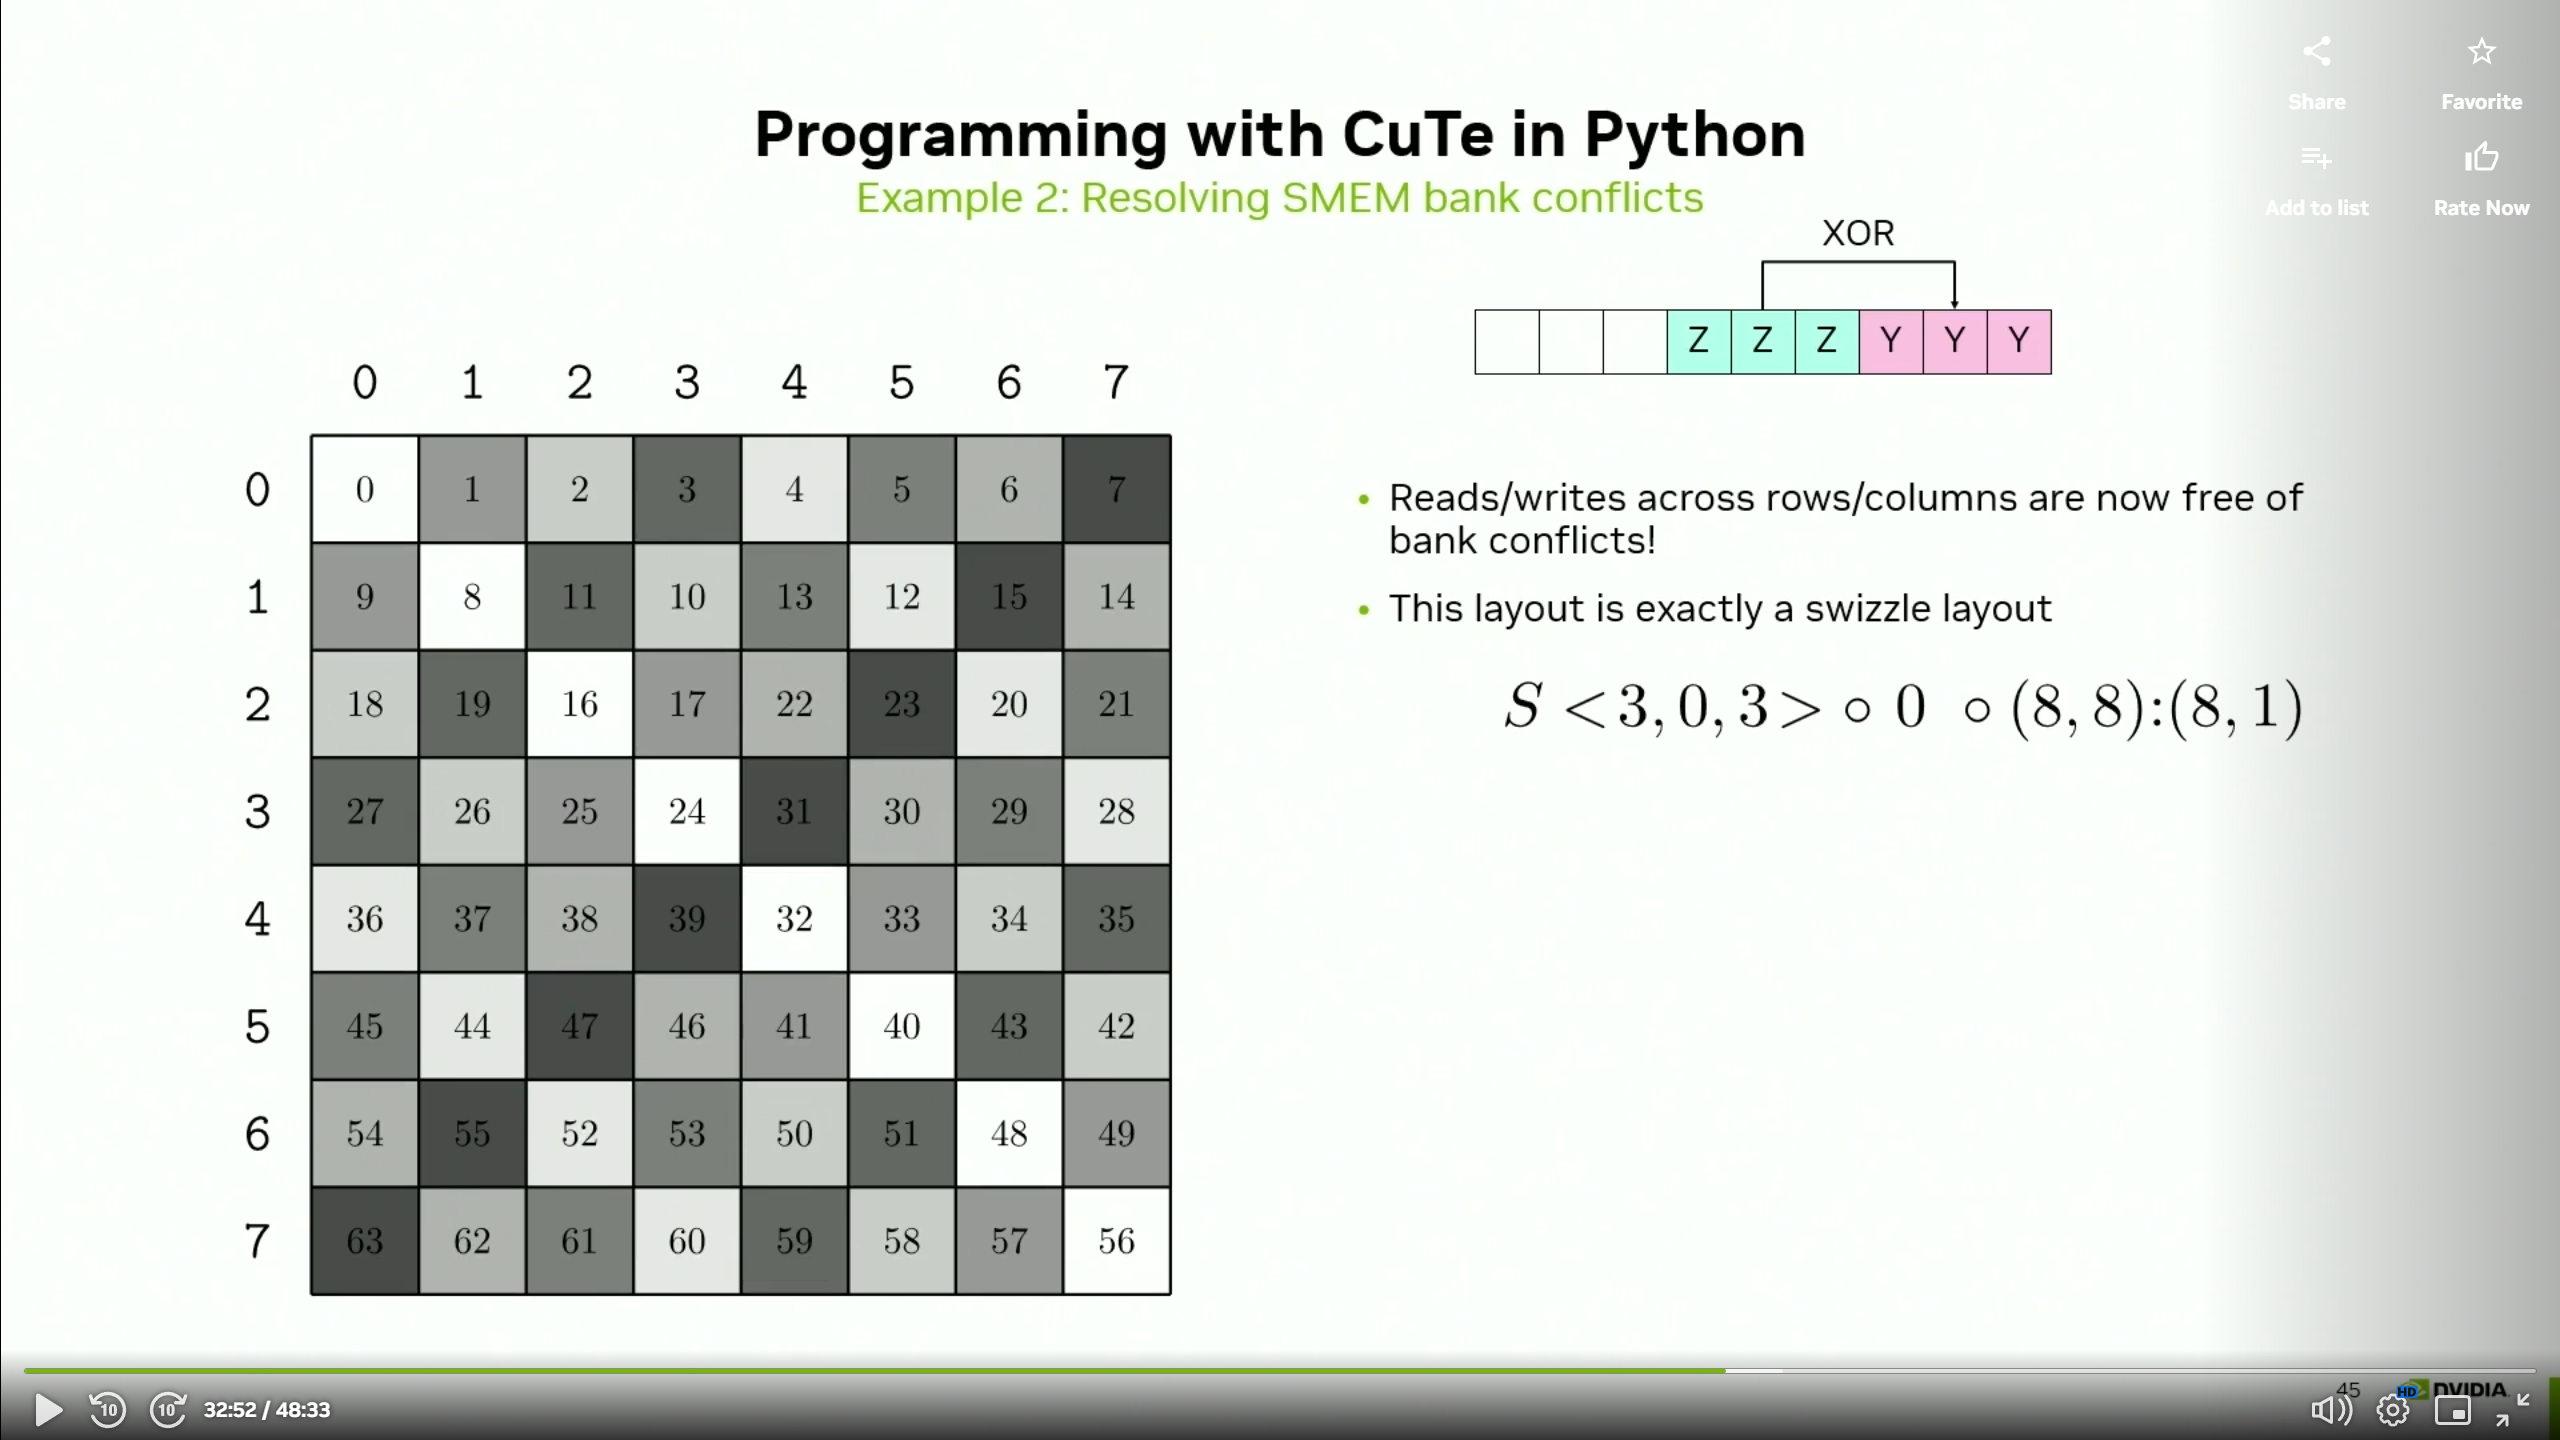 Share
Favorite
Add to list
Rate Now
Programming with CuTe in Python
Example 2: Resolving SMEM bank conflicts
XOR
Z Z Z Y Y Y
0 1 2 3 4 5 6 7
0 0 1 2 3 4 5 6 7
1 9 8 11 10 13 12 15 14
2 18 19 16 17 22 23 20 21
3 27 26 25 24 31 30 29 28
4 36 37 38 39 32 33 34 35
5 45 44 47 46 41 40 43 42
6 54 55 52 53 50 51 48 49
7 63 62 61 60 59 58 57 56
• Reads/writes across rows/columns are now free of
bank conflicts!
• This layout is exactly a swizzle layout
S <3, 0, 3> ∘ 0 ∘ (8, 8):(8, 1)
10
10
32:52 / 48:33
45
HD
NVIDIA